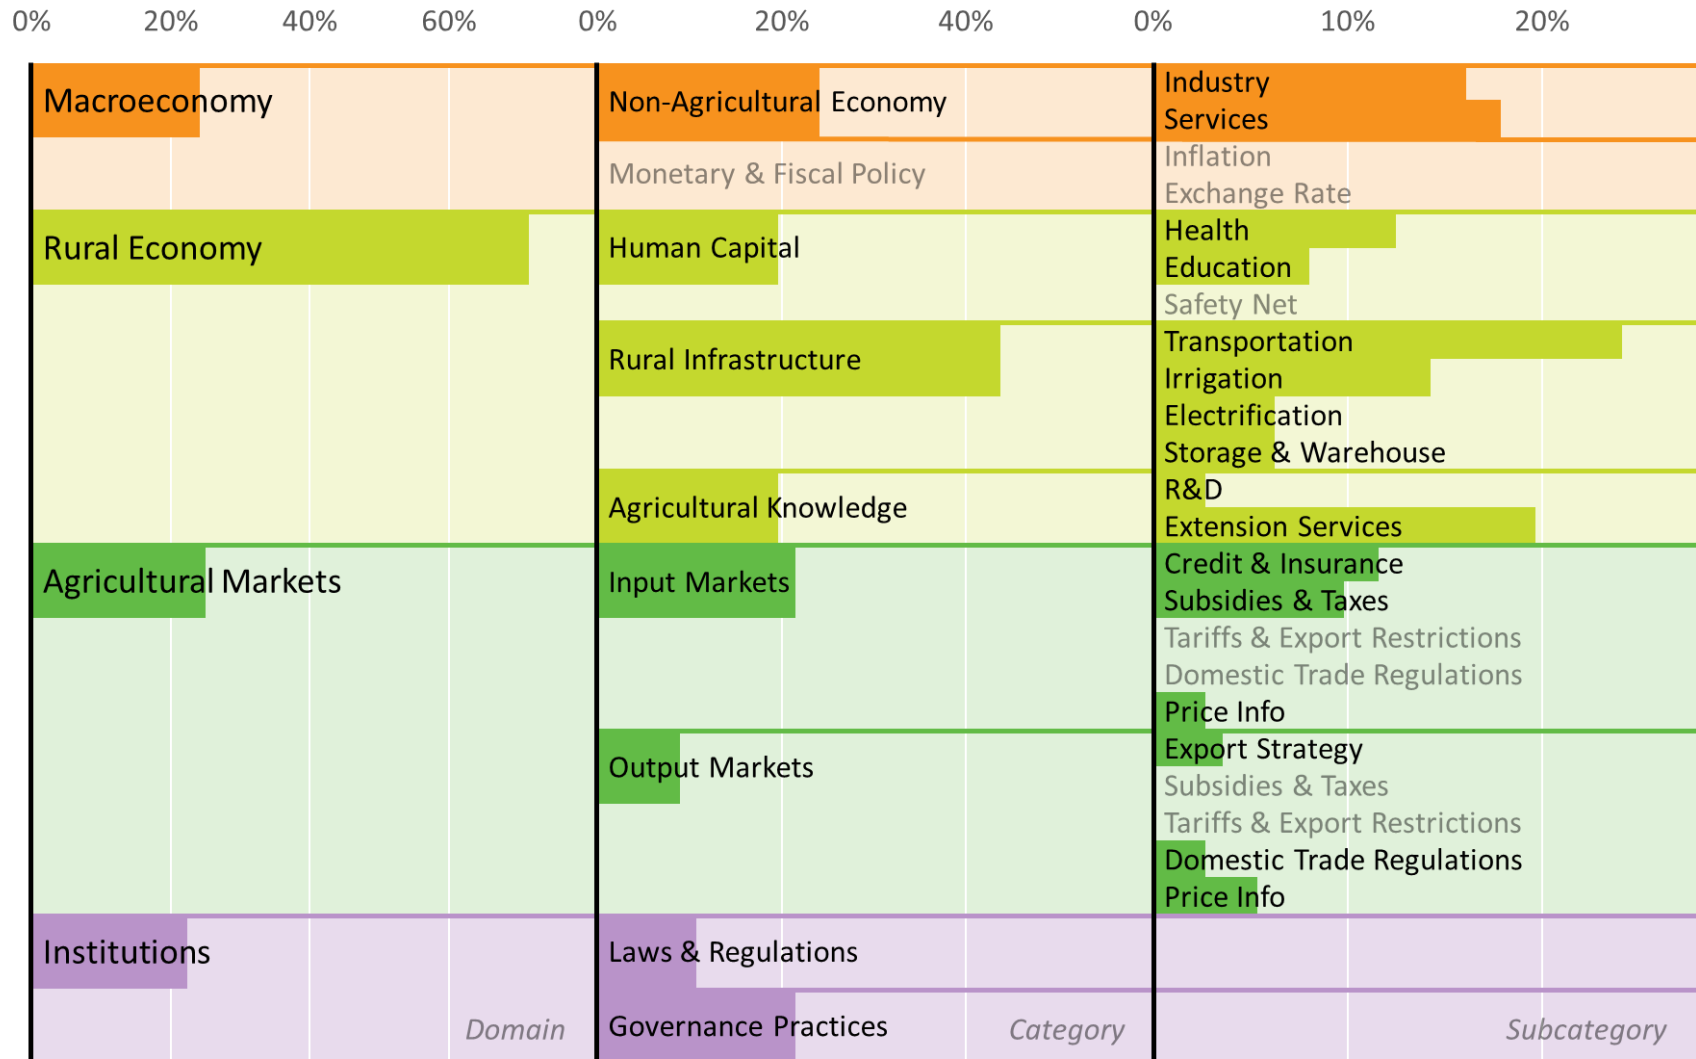 0% 20% 40% 60% 0% 20% 40% 0% 10% 20%
Macroeconomy
Non-Agricultural Economy
Industry
Services
Monetary & Fiscal Policy
Inflation
Exchange Rate
Rural Economy
Human Capital
Health
Education
Safety Net
Rural Infrastructure
Transportation
Irrigation
Electrification
Storage & Warehouse
Agricultural Knowledge
R&D
Extension Services
Agricultural Markets
Input Markets
Credit & Insurance
Subsidies & Taxes
Tariffs & Export Restrictions
Domestic Trade Regulations
Price Info
Output Markets
Export Strategy
Subsidies & Taxes
Tariffs & Export Restrictions
Domestic Trade Regulations
Price Info
Institutions
Laws & Regulations
Governance Practices
Domain
Category
Subcategory